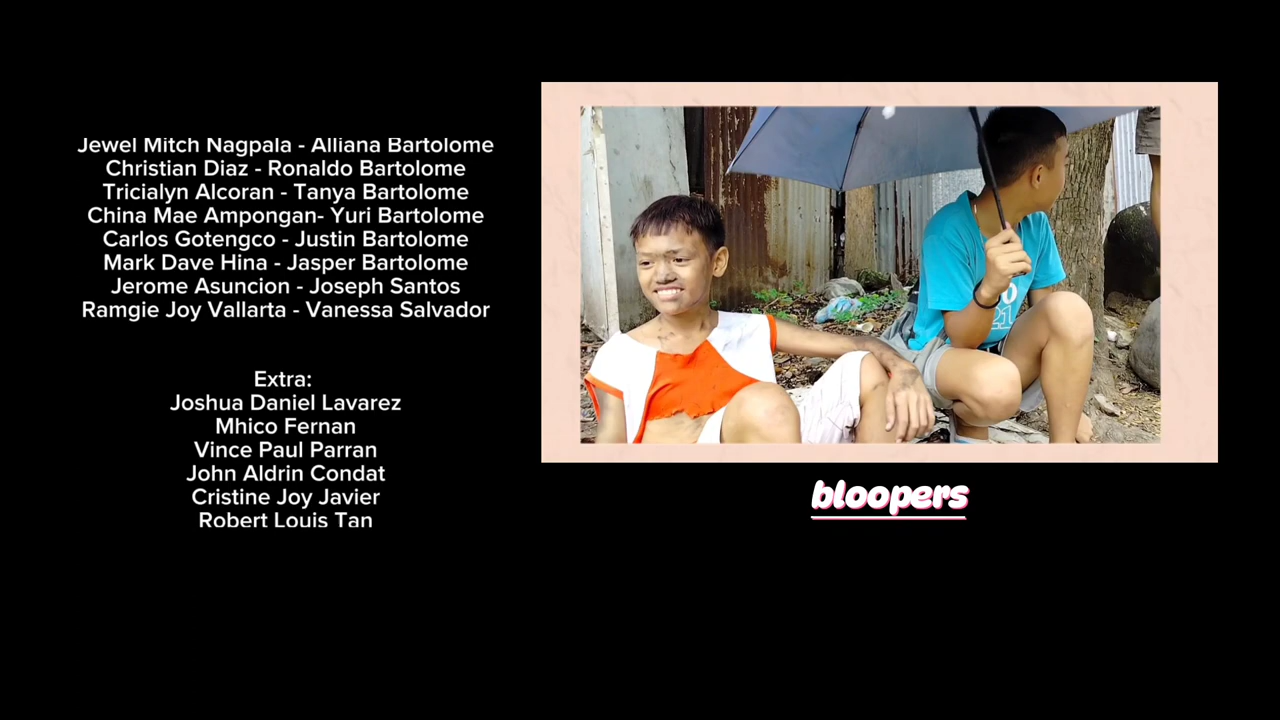 Jewel Mitch Nagpala - Alliana Bartolome
Christian Diaz - Ronaldo Bartolome
Tricialyn Alcoran - Tanya Bartolome
China Mae Ampongan- Yuri Bartolome
Carlos Gotengco - Justin Bartolome
Mark Dave Hina - Jasper Bartolome
Jerome Asuncion - Joseph Santos
Ramgie Joy Vallarta - Vanessa Salvador
Extra:
Joshua Daniel Lavarez
Mhico Fernan
Vince Paul Parran
John Aldrin Condat
Cristine Joy Javier
Robert Louis Tan
21
bloopers